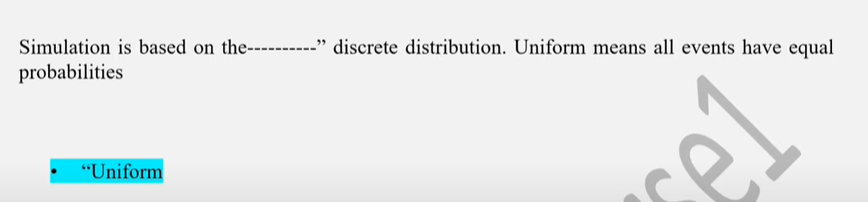 Simulation is based on the----------” discrete distribution. Uniform means all events have equal
probabilities
• “Uniform